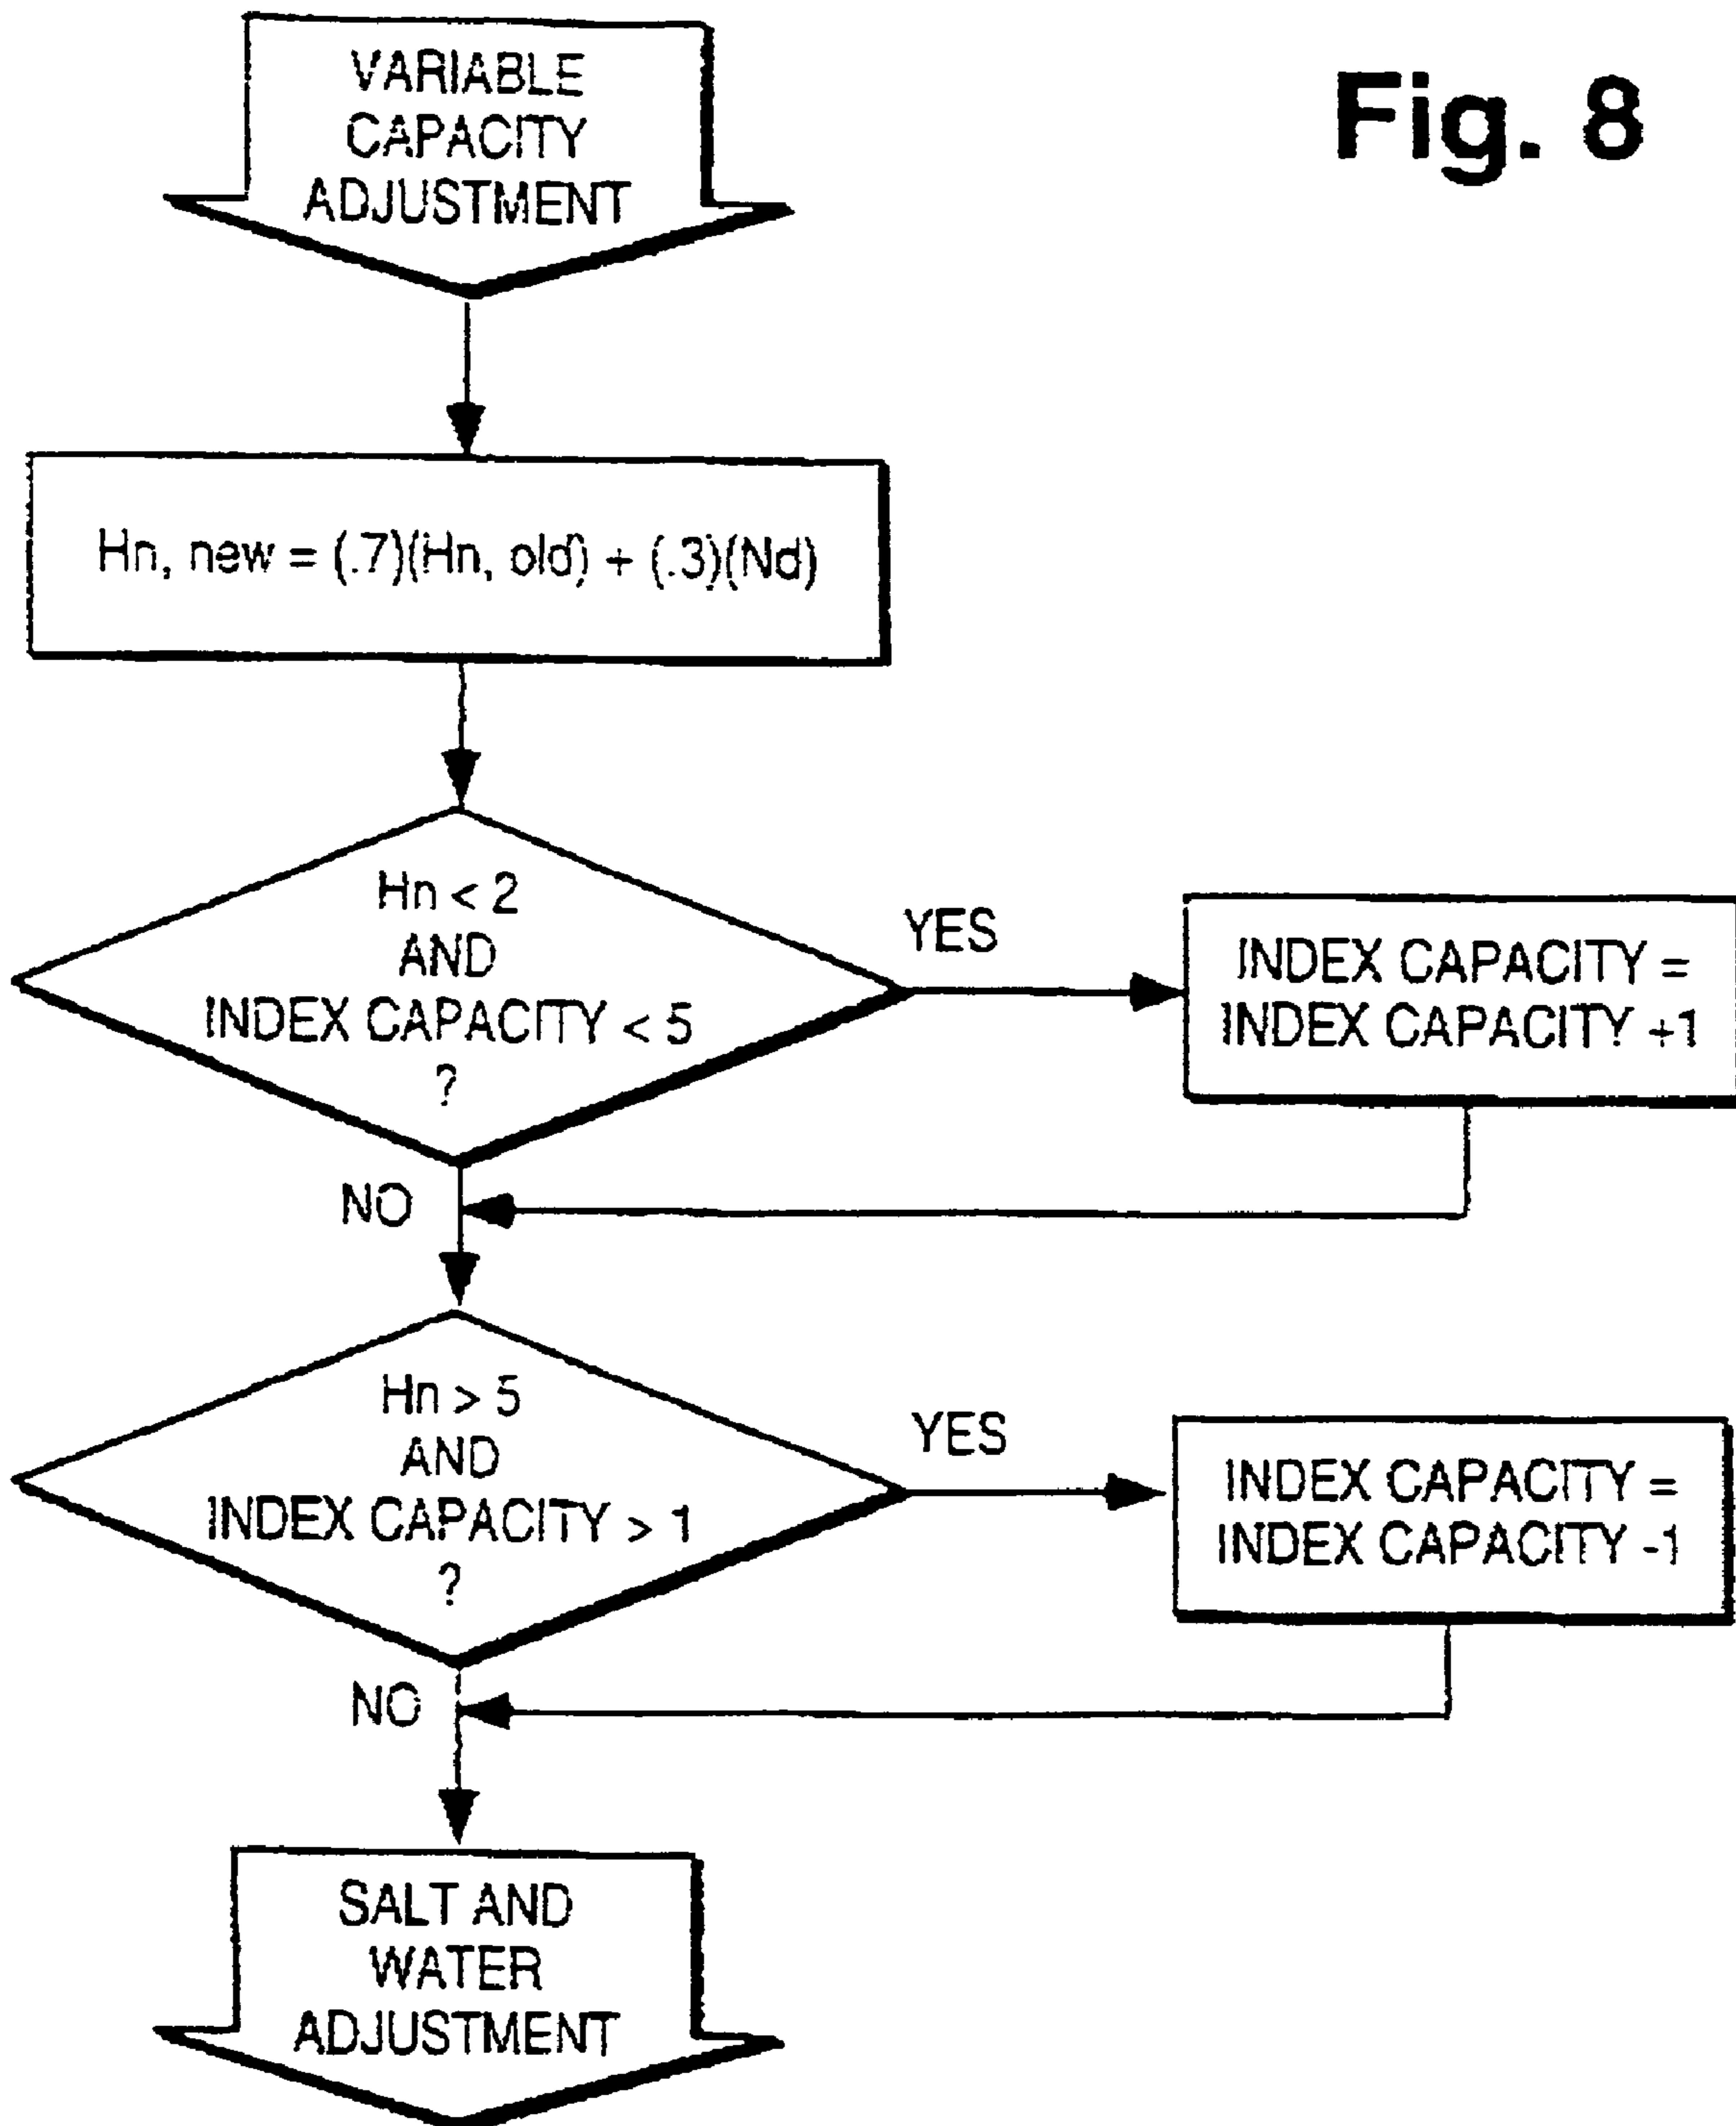 Fig. 8
VARIABLE
CAPACITY
ADJUSTMENT
Hn, new = (.7)(Hn, old) + (.3)(Nd)
Hn < 2
AND
INDEX CAPACITY < 5
?
YES
INDEX CAPACITY =
INDEX CAPACITY +1
NO
Hn > 5
AND
INDEX CAPACITY > 1
?
YES
INDEX CAPACITY =
INDEX CAPACITY -1
NO
SALT AND
WATER
ADJUSTMENT